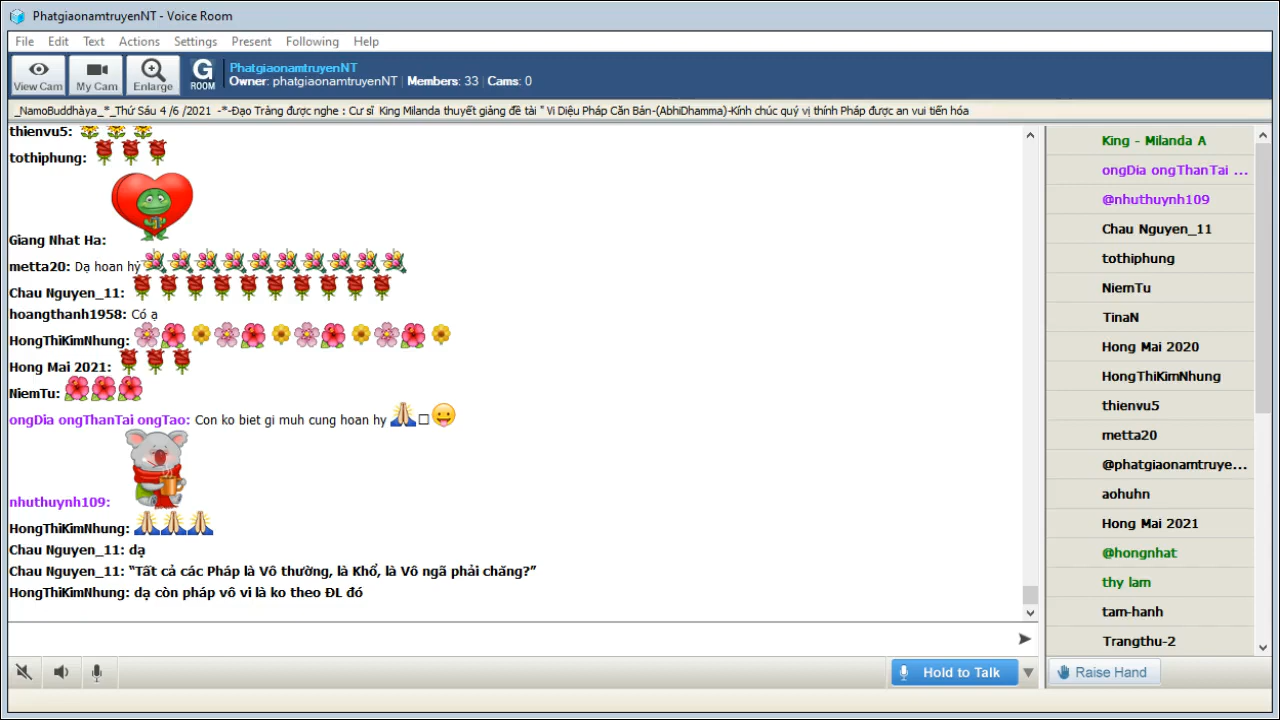 PhatgiaonamtruyenNT - Voice Room
File Edit Text Actions Settings Present Following Help
View Cam My Cam Enlarge G ROOM
PhatgiaonamtruyenNT
Owner: phatgiaonamtruyenNT | Members: 33 | Cams: 0
_NamoBuddhàya_*_Thứ Sáu 4 /6 /2021 -*-Đạo Tràng được nghe : Cư sĩ King Milanda thuyết giảng đề tài " Vi Diệu Pháp Căn Bản-(AbhiDhamma)-Kính chúc quý vị thính Pháp được an vui tiến hóa
thienvu5:
tothiphung:
Giang Nhat Ha:
metta20: Dạ hoan hỷ
Chau Nguyen_11:
hoangthanh1958: Có ạ
HongThiKimNhung:
Hong Mai 2021:
NiemTu:
ongDia ongThanTai ongTao: Con ko biet gi muh cung hoan hy
nhuthuynh109:
HongThiKimNhung:
Chau Nguyen_11: dạ
Chau Nguyen_11: “Tất cả các Pháp là Vô thường, là Khổ, là Vô ngã phải chăng?”
HongThiKimNhung: dạ còn pháp vô vi là ko theo ĐL đó
King - Milanda A
ongDia ongThanTai ...
@nhuthuynh109
Chau Nguyen_11
tothiphung
NiemTu
TinaN
Hong Mai 2020
HongThiKimNhung
thienvu5
metta20
@phatgiaonamtruye...
aohuhn
Hong Mai 2021
@hongnhat
thy lam
tam-hanh
Trangthu-2
Hold to Talk
Raise Hand